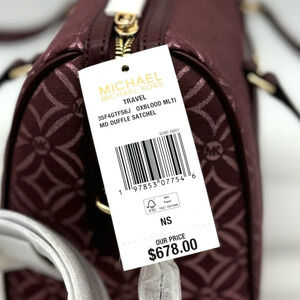 MICHAEL
MICHAEL KORS
TRAVEL
35F4GTFS6J OXBLOOD MLTI
MD DUFFLE SATCHEL
1 97853 07754 6
FSC
NS
OUR PRICE
$678.00